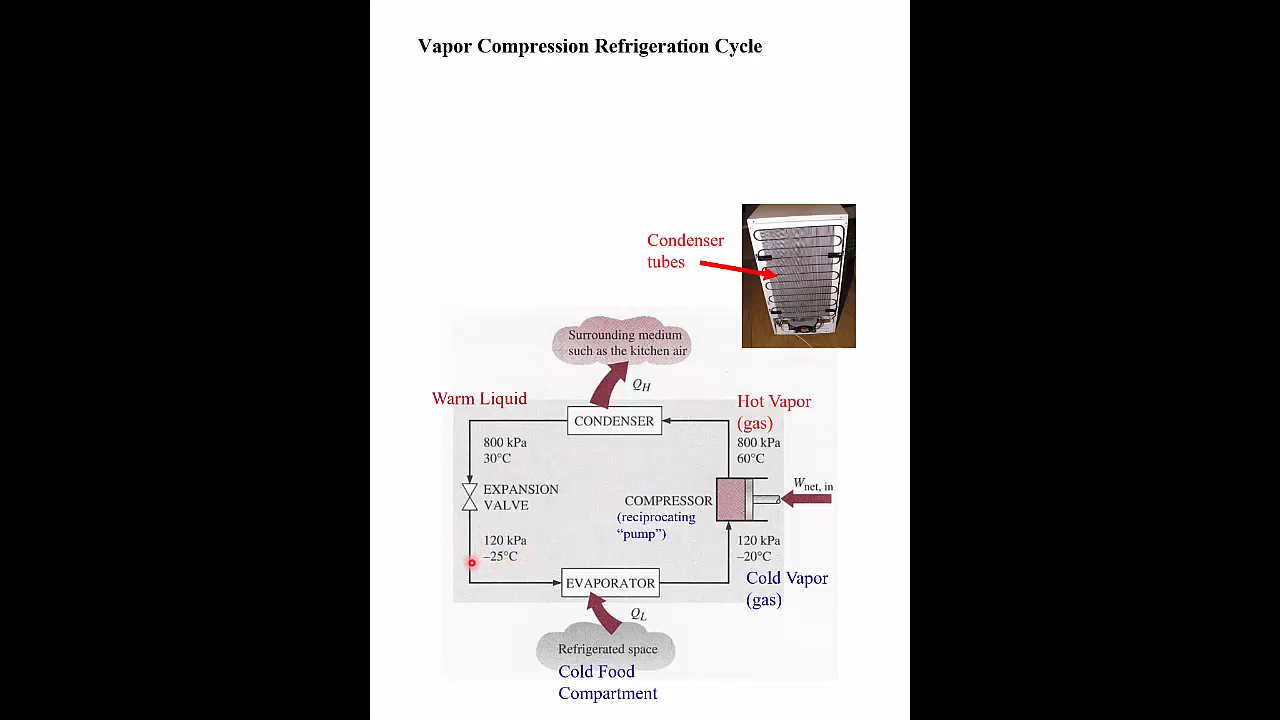 Vapor Compression Refrigeration Cycle
Condenser
tubes
Surrounding medium
such as the kitchen air
QH
Warm Liquid
Hot Vapor
(gas)
CONDENSER
800 kPa
30°C
800 kPa
60°C
EXPANSION
VALVE
COMPRESSOR
(reciprocating
“pump”)
Wnet, in
120 kPa
–25°C
120 kPa
–20°C
EVAPORATOR
Cold Vapor
(gas)
QL
Refrigerated space
Cold Food
Compartment